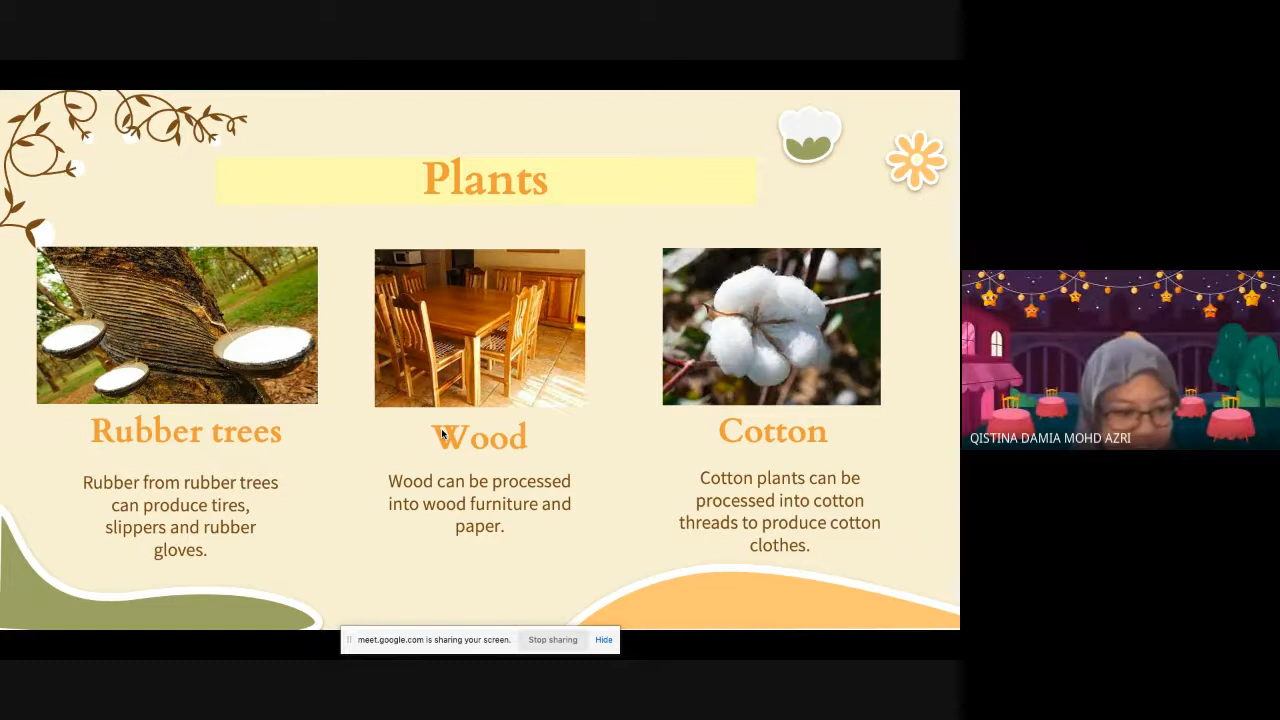 Plants
Rubber trees
Rubber from rubber trees
can produce tires,
slippers and rubber
gloves.
Wood
Wood can be processed
into wood furniture and
paper.
Cotton
Cotton plants can be
processed into cotton
threads to produce cotton
clothes.
QISTINA DAMIA MOHD AZRI
meet.google.com is sharing your screen. Stop sharing Hide